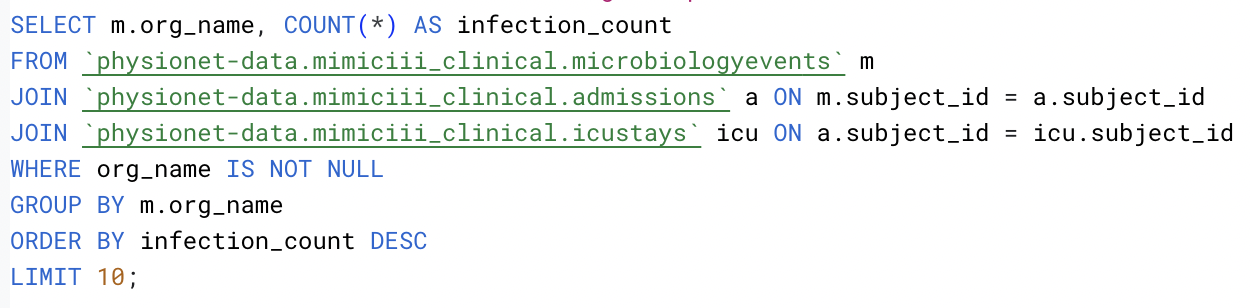 SELECT m.org_name, COUNT(*) AS infection_count
FROM `physionet-data.mimiciii_clinical.microbiologyevents` m
JOIN `physionet-data.mimiciii_clinical.admissions` a ON m.subject_id = a.subject_id
JOIN `physionet-data.mimiciii_clinical.icustays` icu ON a.subject_id = icu.subject_id
WHERE org_name IS NOT NULL
GROUP BY m.org_name
ORDER BY infection_count DESC
LIMIT 10;